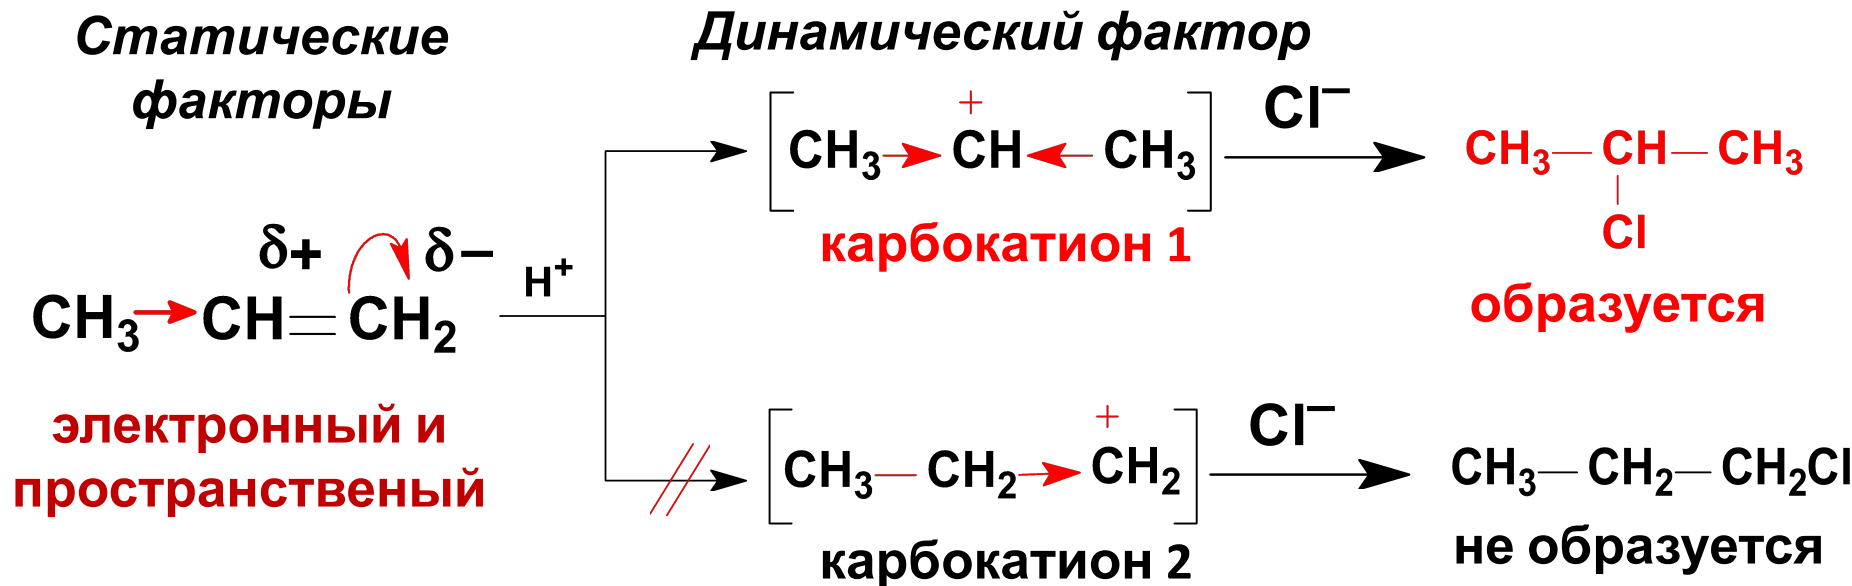 Статические
факторы
Динамический фактор
δ+ δ−
CH₃→CH=CH₂
электронный и
пространственый
H⁺
[CH₃→CH⁺←CH₃]
карбокатион 1
Cl⁻
CH₃—CH—CH₃
Cl
образуется
[CH₃—CH₂→CH₂⁺]
карбокатион 2
Cl⁻
CH₃—CH₂—CH₂Cl
не образуется